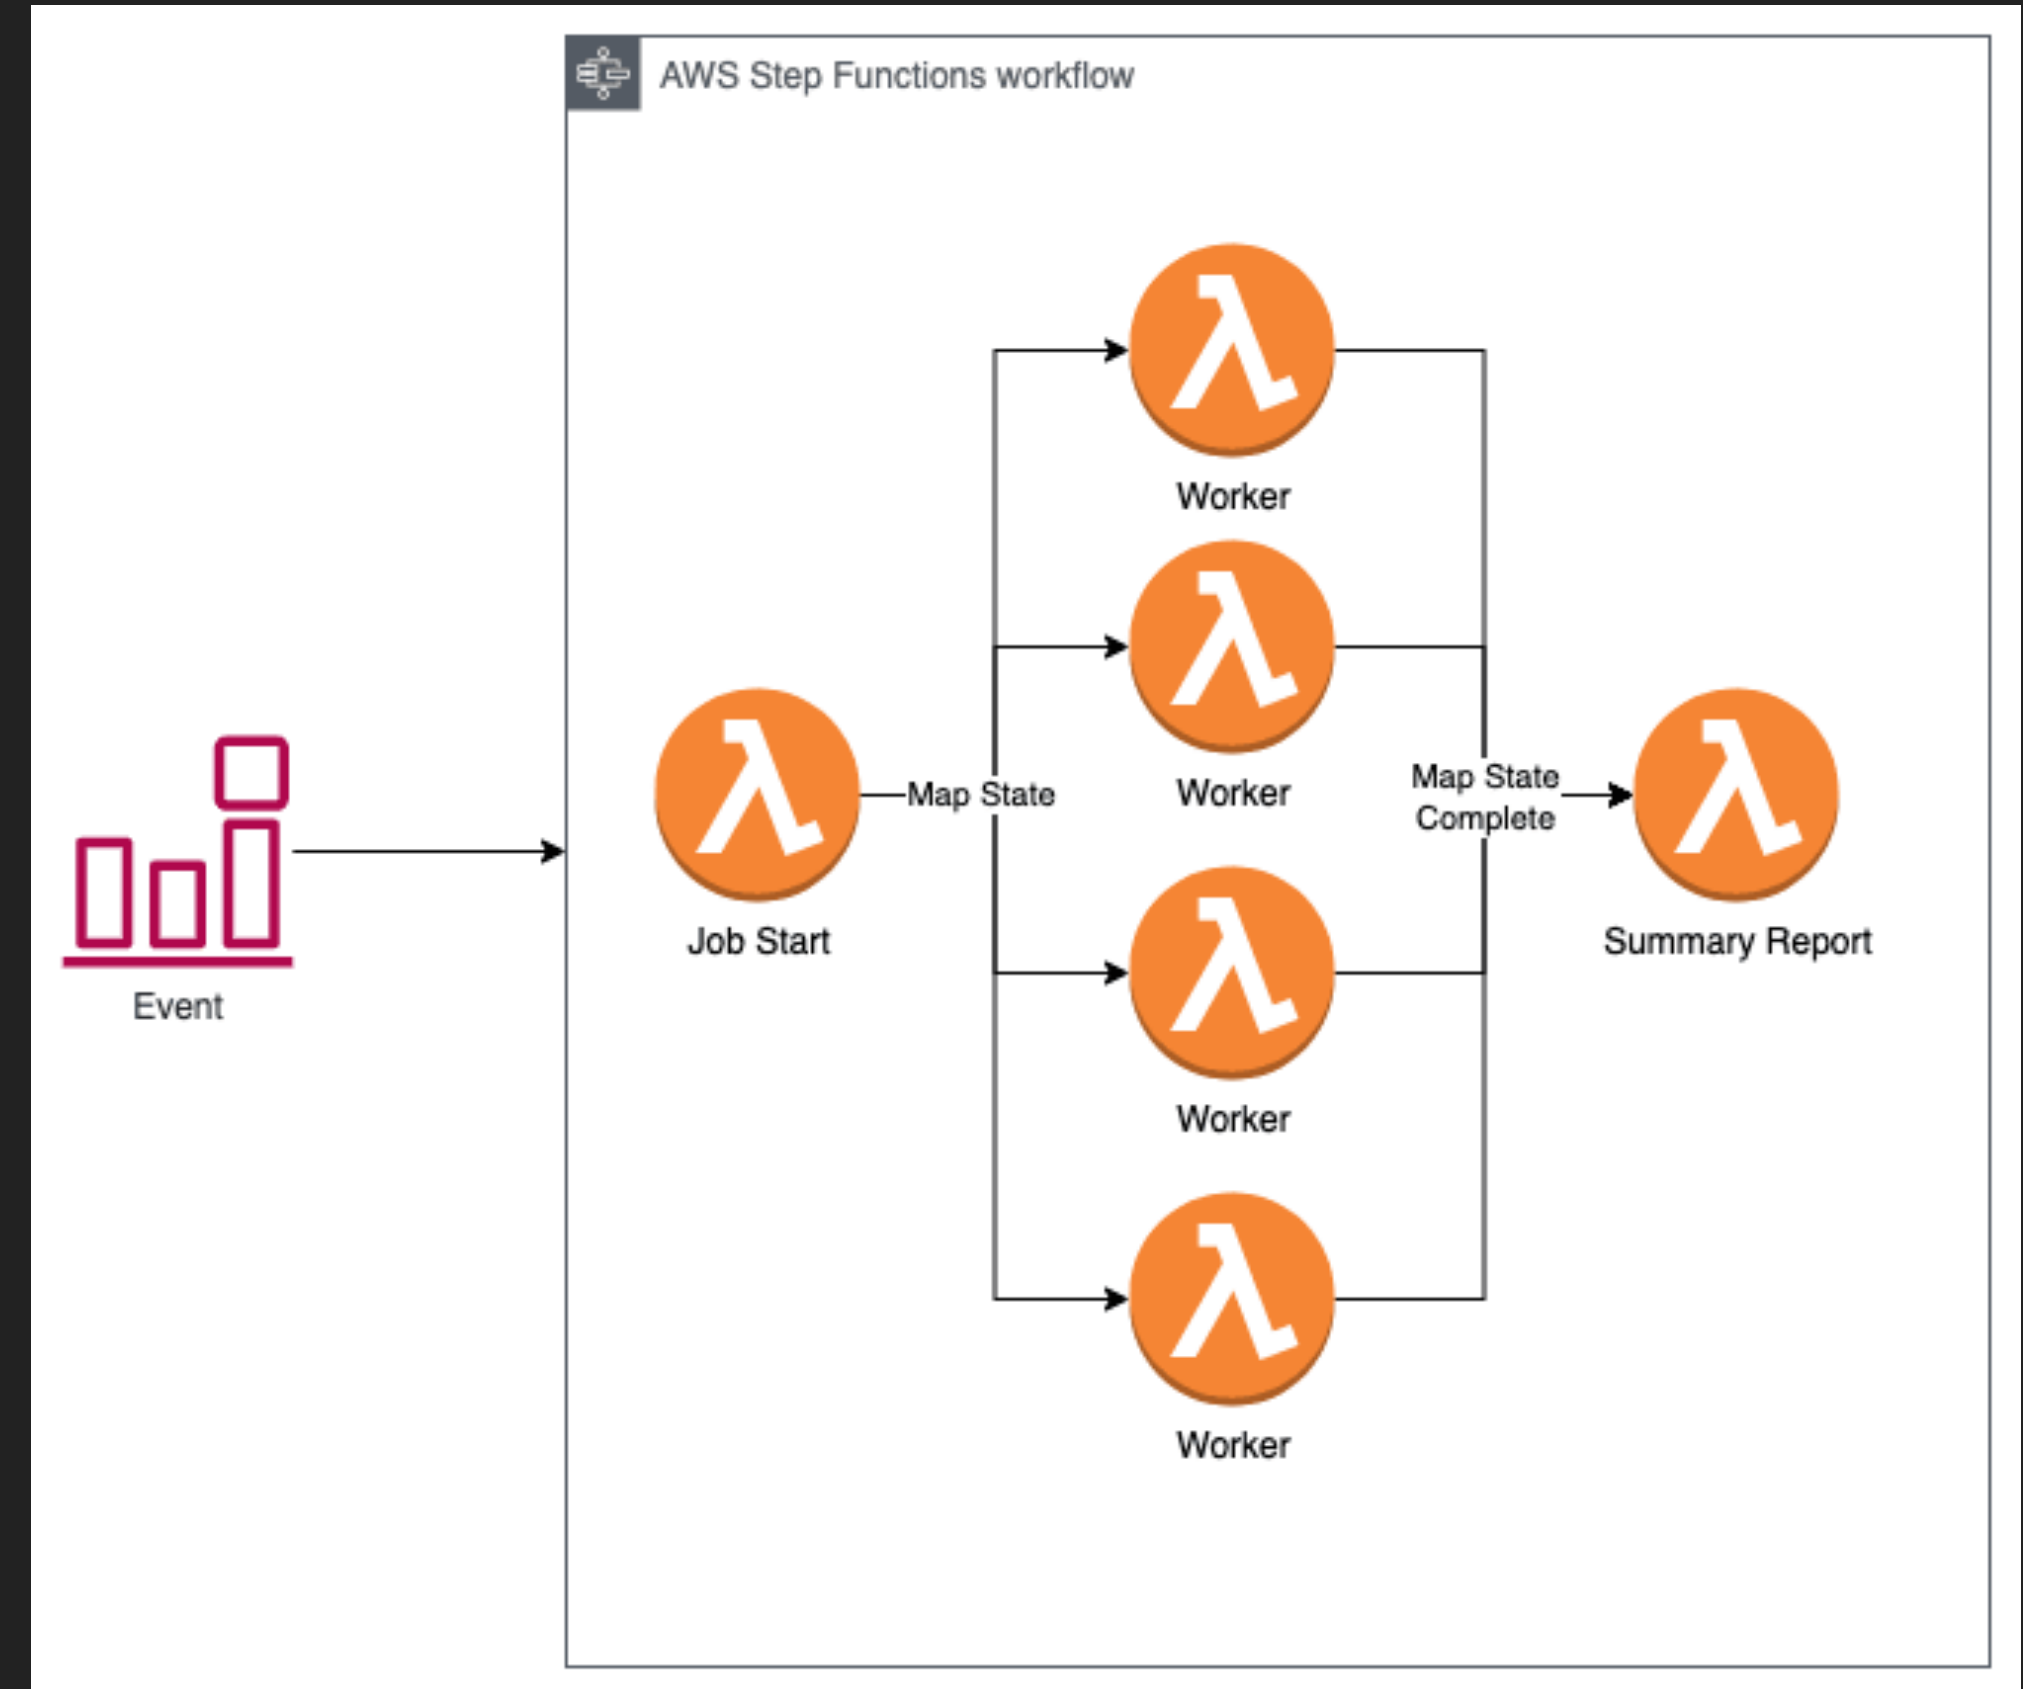 AWS Step Functions workflow
Worker
Worker
Map State
Map State
Complete
Job Start
Summary Report
Event
Worker
Worker